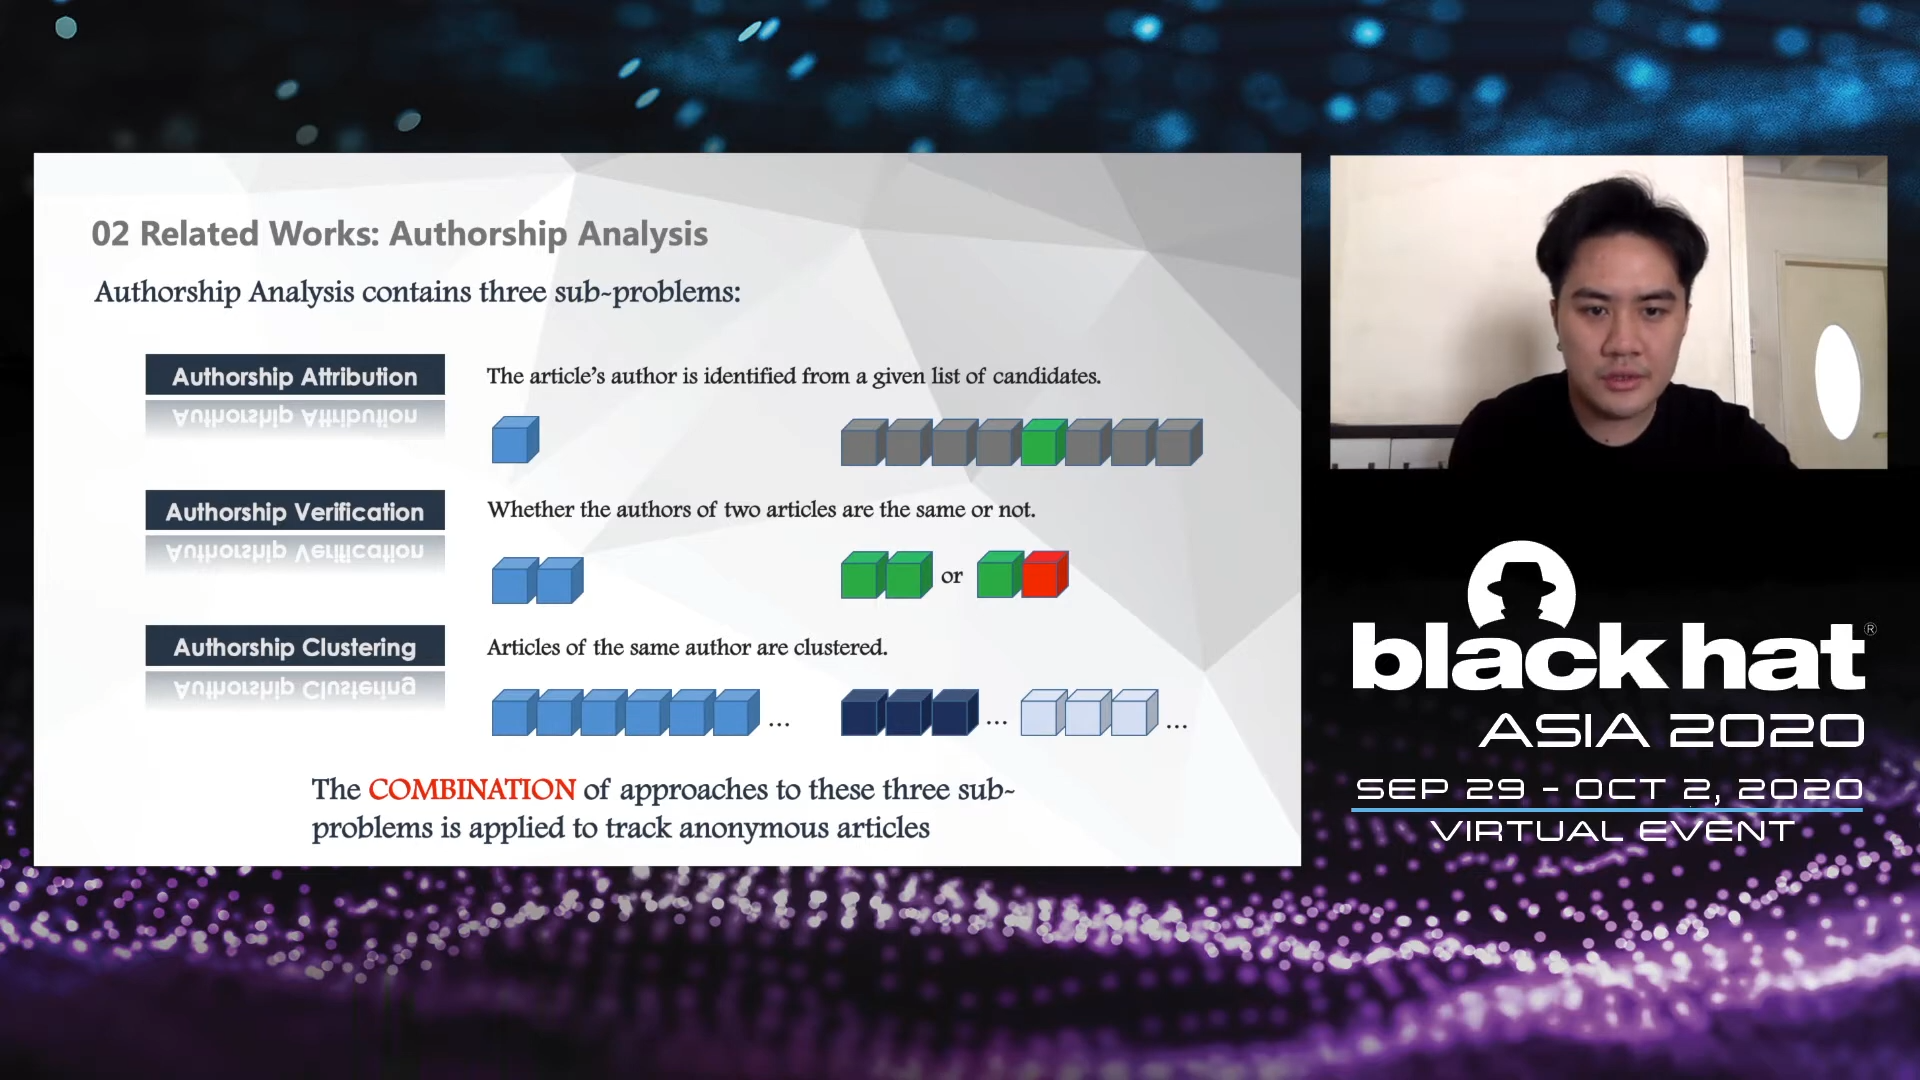 02 Related Works: Authorship Analysis
Authorship Analysis contains three sub-problems:
Authorship Attribution
The article's author is identified from a given list of candidates.
Authorship Verification
Whether the authors of two articles are the same or not.
or
Authorship Clustering
Articles of the same author are clustered.
... ... ...
The COMBINATION of approaches to these three sub-
problems is applied to track anonymous articles
black hat®
ASIA 2020
SEP 29 - OCT 2, 2020
VIRTUAL EVENT